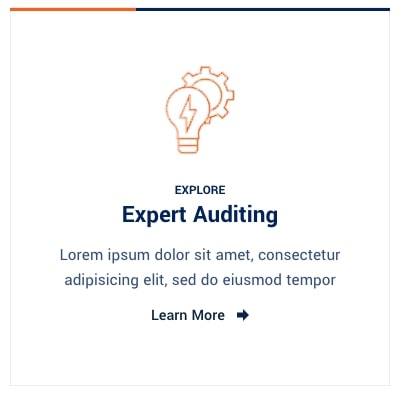 EXPLORE
Expert Auditing
Lorem ipsum dolor sit amet, consectetur
adipisicing elit, sed do eiusmod tempor
Learn More